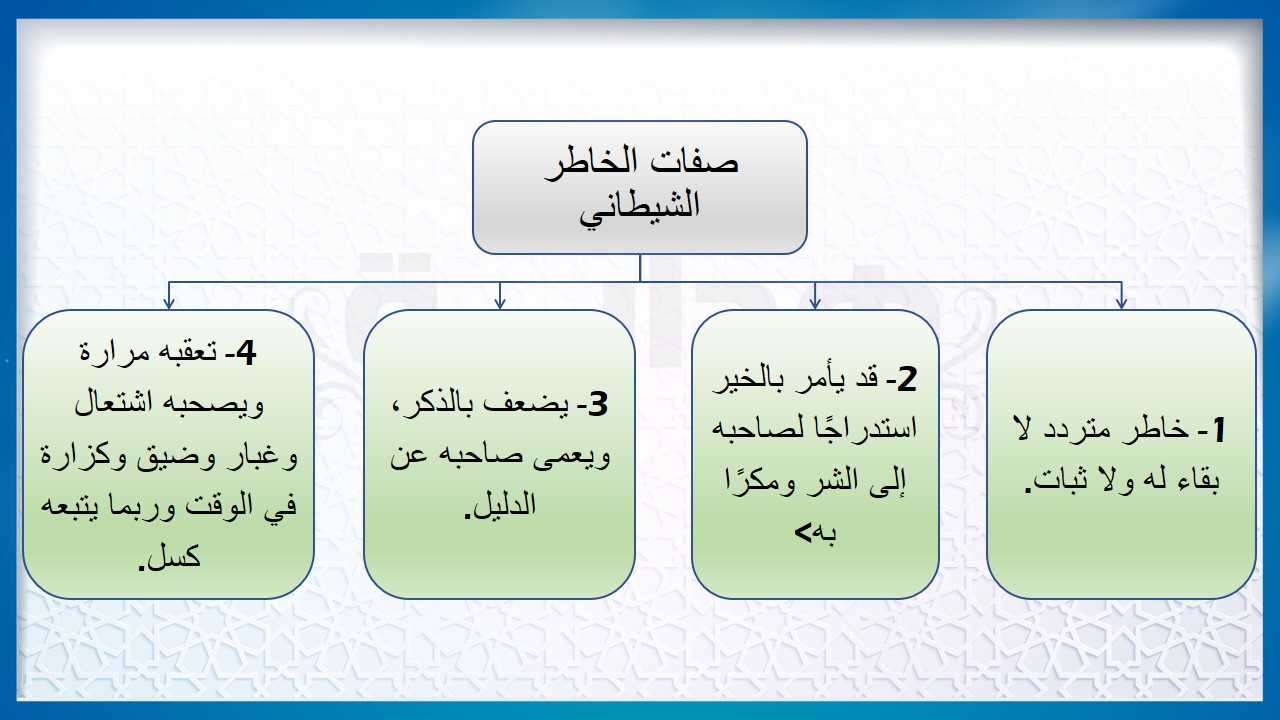 صفات الخاطر
الشيطاني
1- خاطر متردد لا
بقاء له ولا ثبات.
2- قد يأمر بالخير
استدراجًا لصاحبه
إلى الشر ومكرًا
به>
3- يضعف بالذكر،
ويعمى صاحبه عن
الدليل.
4- تعقبه مرارة
ويصحبه اشتعال
وغبار وضيق وكزارة
في الوقت وربما يتبعه
كسل.